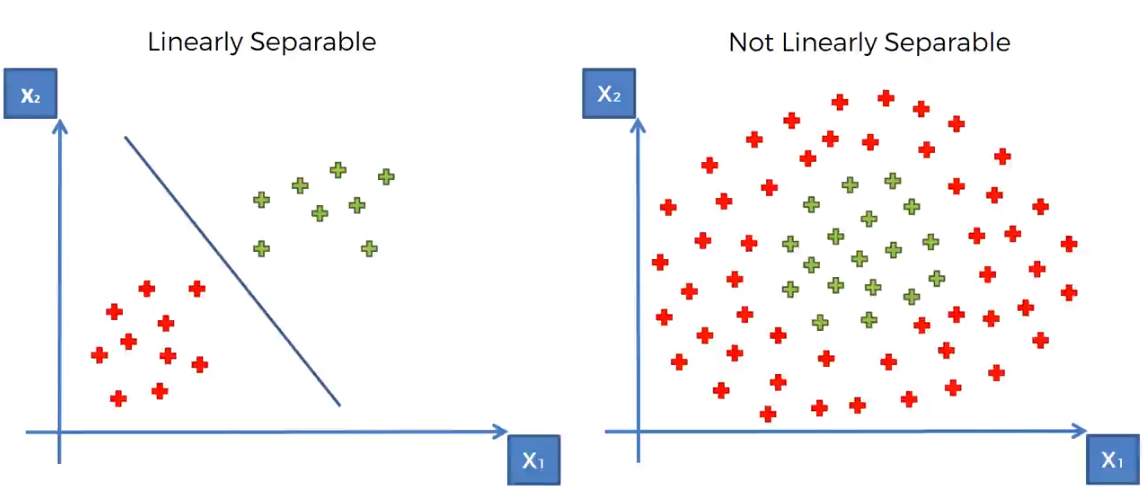 Linearly Separable
X₂
X₁
Not Linearly Separable
X₂
X₁